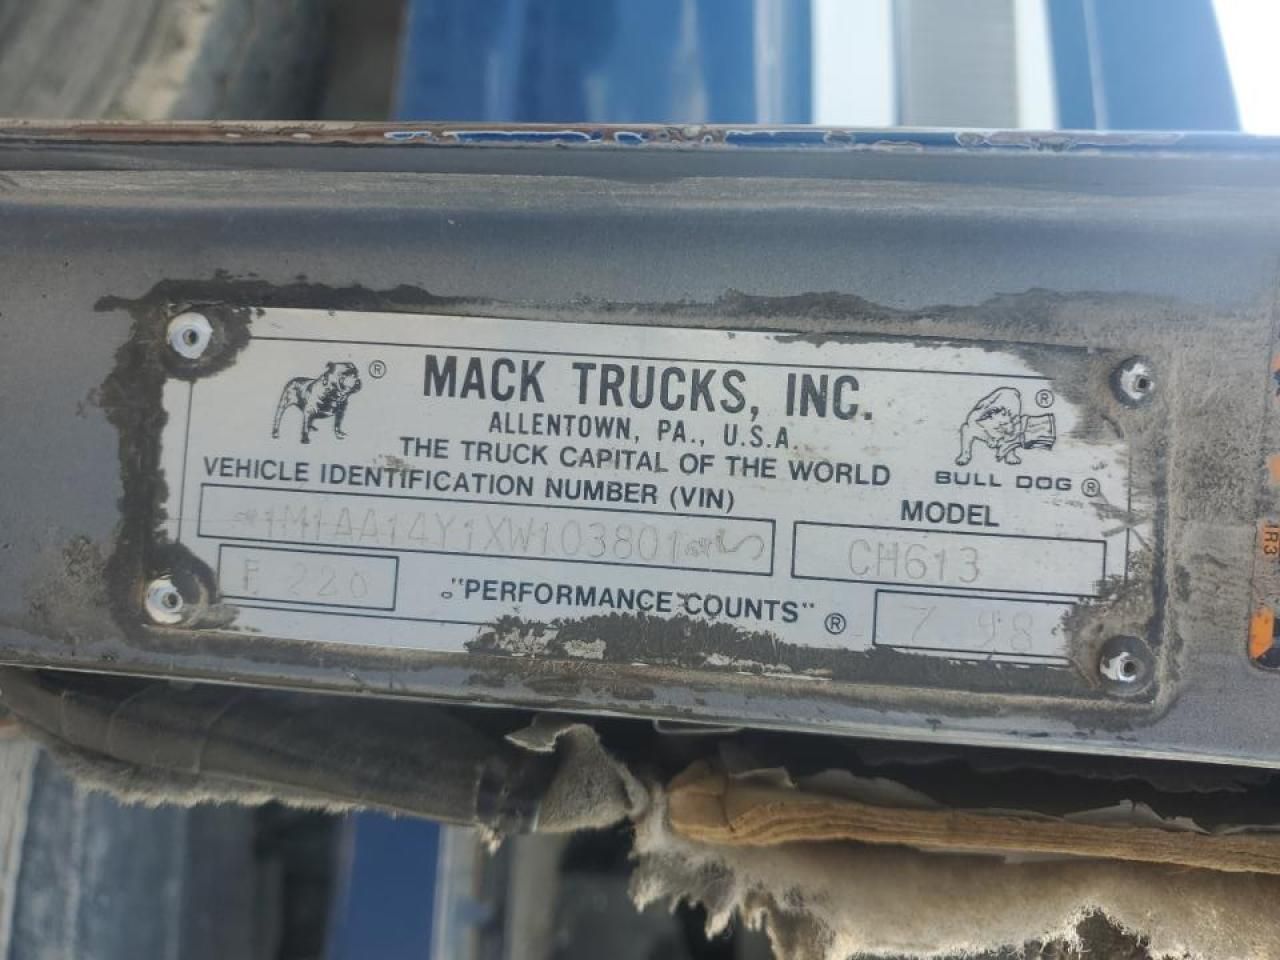 ®
MACK TRUCKS, INC.
ALLENTOWN, PA., U.S.A.
THE TRUCK CAPITAL OF THE WORLD
®
BULL DOG ®
VEHICLE IDENTIFICATION NUMBER (VIN)
MODEL
1M1AA14Y1XW103801
CH613
F 220
"PERFORMANCE COUNTS" ®
7 98